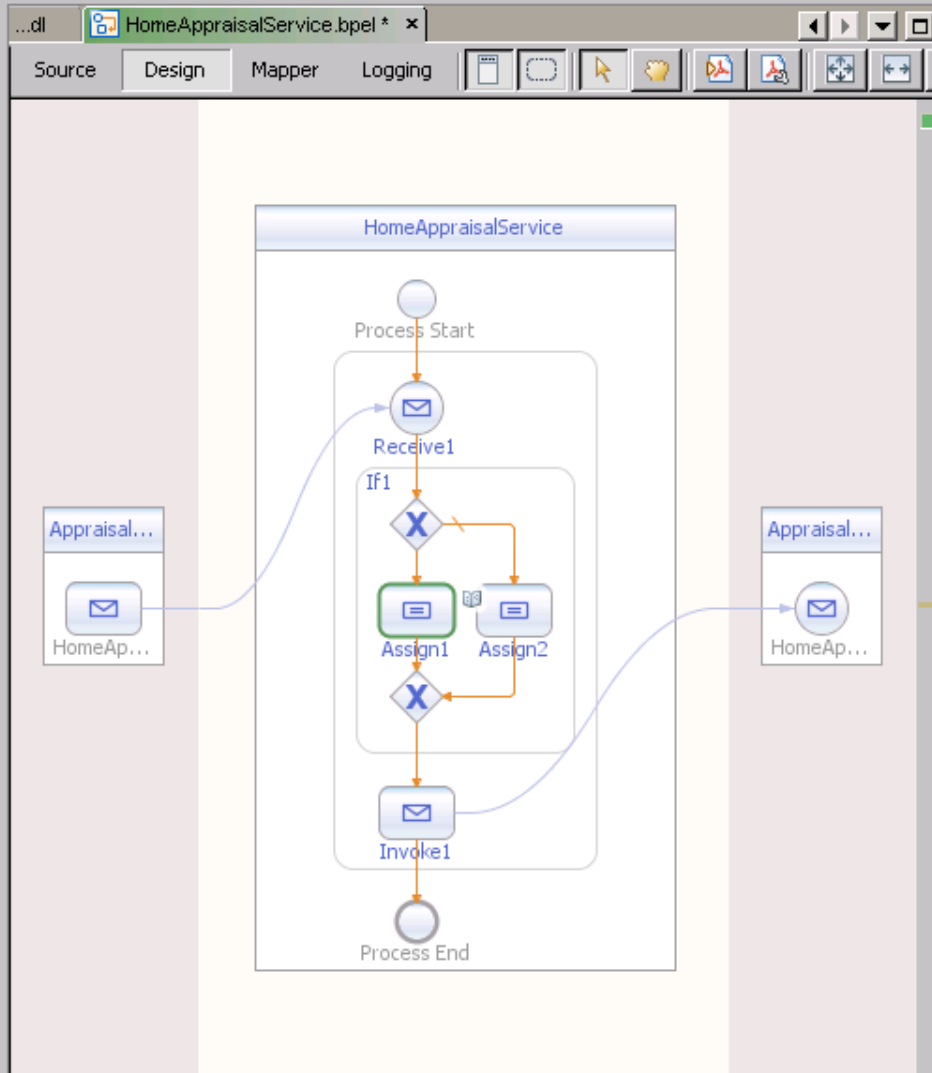 ...dl HomeAppraisalService.bpel * ×
Source Design Mapper Logging
HomeAppraisalService
Process Start
Receive1
If1
Appraisal...
Appraisal...
X
Assign1 Assign2
HomeAp...
HomeAp...
X
Invoke1
Process End